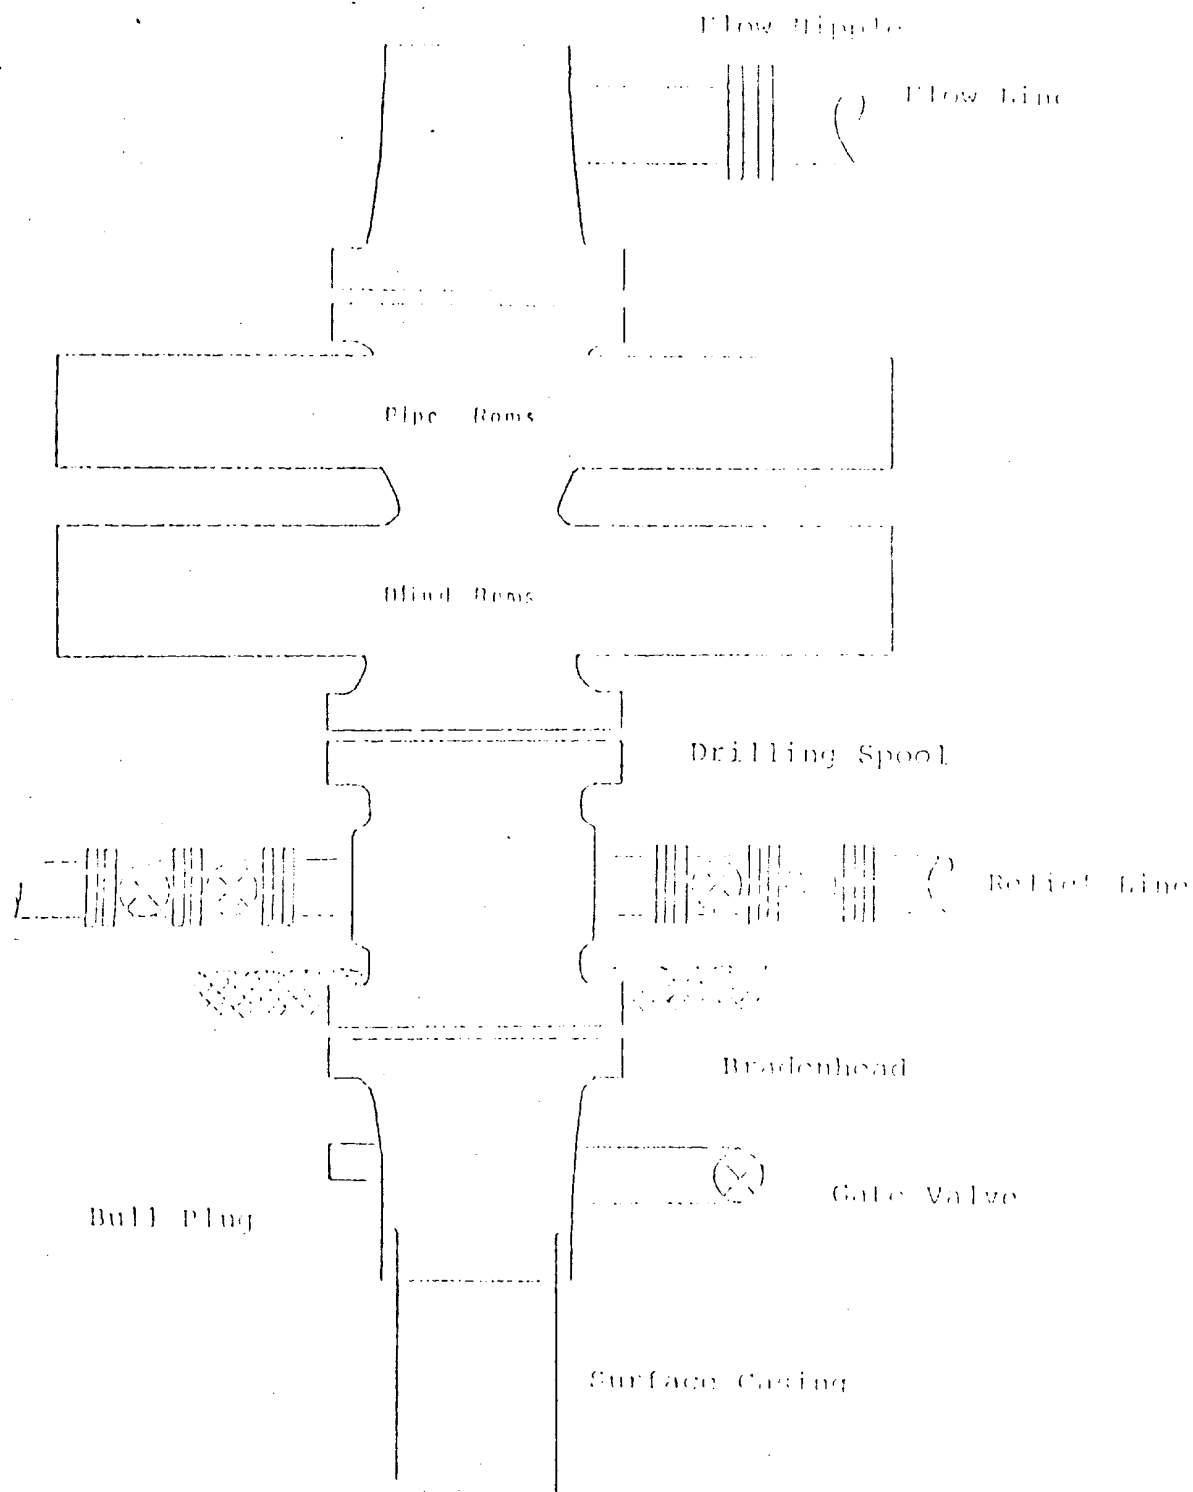 Flow Nipple
Flow Line
Pipe Rams
Blind Rams
Drilling Spool
Relief Line
Bradenhead
Gate Valve
Bull Plug
Surface Casing